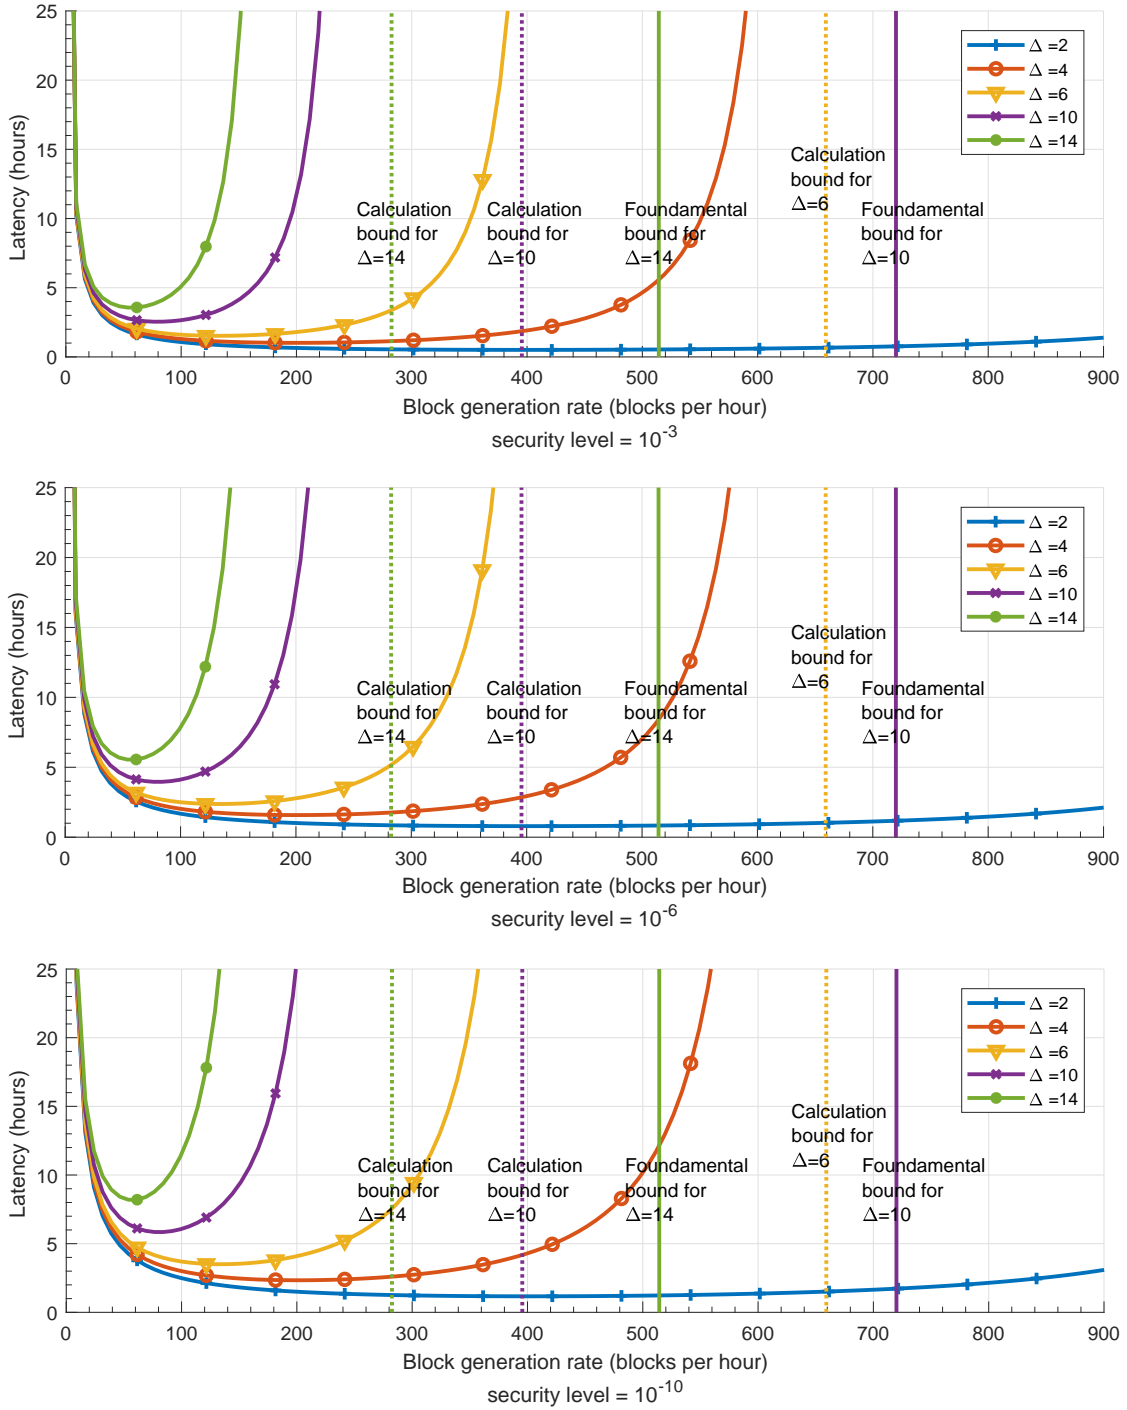 25
20
15
10
5
0
Latency (hours)
Δ =2
Δ =4
Δ =6
Δ =10
Δ =14
Calculation
bound for
Δ=14
Calculation
bound for
Δ=10
Foundamental
bound for
Δ=14
Calculation
bound for
Δ=6
Foundamental
bound for
Δ=10
0 100 200 300 400 500 600 700 800 900
Block generation rate (blocks per hour)
security level = 10^-3
25
20
15
10
5
0
Latency (hours)
Δ =2
Δ =4
Δ =6
Δ =10
Δ =14
Calculation
bound for
Δ=14
Calculation
bound for
Δ=10
Foundamental
bound for
Δ=14
Calculation
bound for
Δ=6
Foundamental
bound for
Δ=10
0 100 200 300 400 500 600 700 800 900
Block generation rate (blocks per hour)
security level = 10^-6
25
20
15
10
5
0
Latency (hours)
Δ =2
Δ =4
Δ =6
Δ =10
Δ =14
Calculation
bound for
Δ=14
Calculation
bound for
Δ=10
Foundamental
bound for
Δ=14
Calculation
bound for
Δ=6
Foundamental
bound for
Δ=10
0 100 200 300 400 500 600 700 800 900
Block generation rate (blocks per hour)
security level = 10^-10